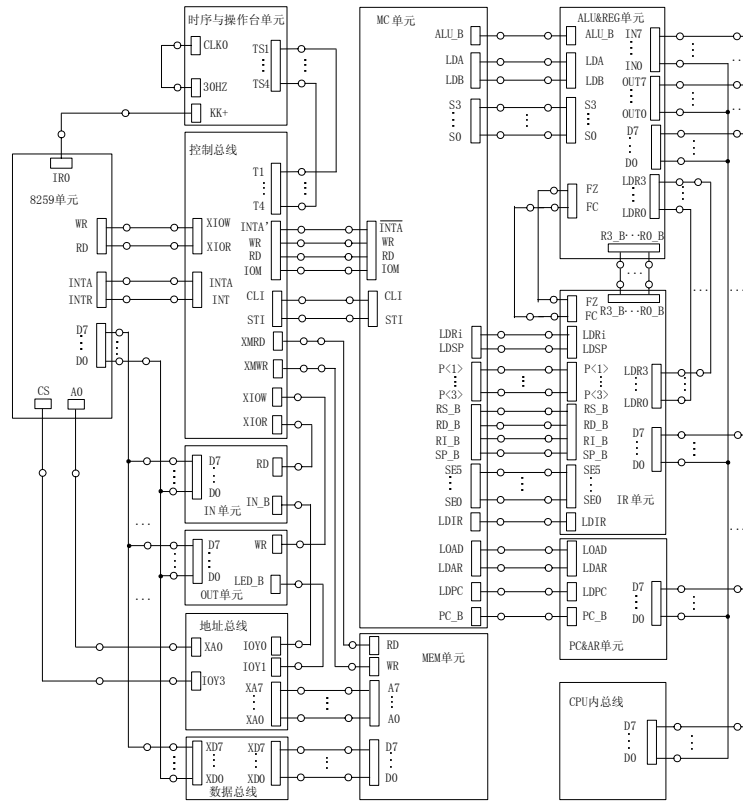 时序与操作台单元
CLK0
30HZ
KK+
TS1
TS4
IR0
8259单元
WR
RD
INTA
INTR
D7
D0
CS
A0
控制总线
T1
T4
XIOW
XIOR
INTA'
WR
RD
IOM
INTA
INT
CLI
STI
XMRD
XMWR
XIOW
XIOR
D7
D0
RD
IN_B
IN单元
D7
D0
WR
LED_B
OUT单元
地址总线
XA0
IOY0
IOY1
IOY3
XA7
XA0
XD7
XD0
XD7
XD0
数据总线
MC单元
ALU_B
LDA
LDB
S3
S0
INTA
WR
RD
IOM
CLI
STI
LDRi
LDSP
P<1>
P<3>
RS_B
RD_B
RI_B
SP_B
SE5
SE0
LDIR
LOAD
LDAR
LDPC
PC_B
RD
WR
MEM单元
A7
A0
D7
D0
ALU&REG单元
ALU_B
LDA
LDB
S3
S0
IN7
IN0
OUT7
OUT0
D7
D0
FZ
FC
LDR3
LDR0
R3_B···R0_B
FZ
FC
R3_B···R0_B
LDRi
LDSP
P<1>
P<3>
RS_B
RD_B
RI_B
SP_B
SE5
SE0
LDIR
LDR3
LDR0
D7
D0
IR单元
LOAD
LDAR
LDPC
PC_B
D7
D0
PC&AR单元
CPU内总线
D7
D0